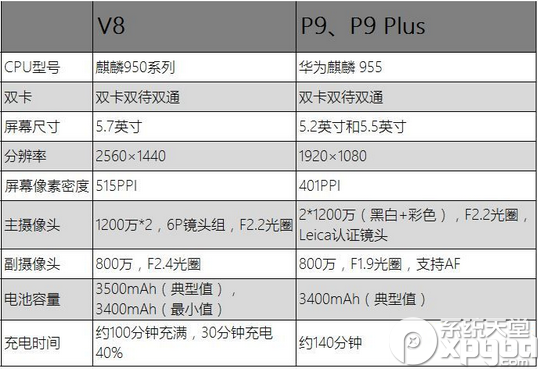 V8 P9、P9 Plus
CPU型号 麒麟950系列 华为麒麟 955
双卡 双卡双待双通 双卡双待双通
屏幕尺寸 5.7英寸 5.2英寸和5.5英寸
分辨率 2560×1440 1920×1080
屏幕像素密度 515PPI 401PPI
主摄像头 1200万*2，6P镜头组，F2.2光圈 2*1200万（黑白+彩色），F2.2光圈，
Leica认证镜头
副摄像头 800万，F2.4光圈 800万，F1.9光圈，支持AF
电池容量 3500mAh（典型值），
3400mAh（最小值） 3400mAh（典型值）
充电时间 约100分钟充满，30分钟充电
40% 约140分钟
系统天堂
xpgod